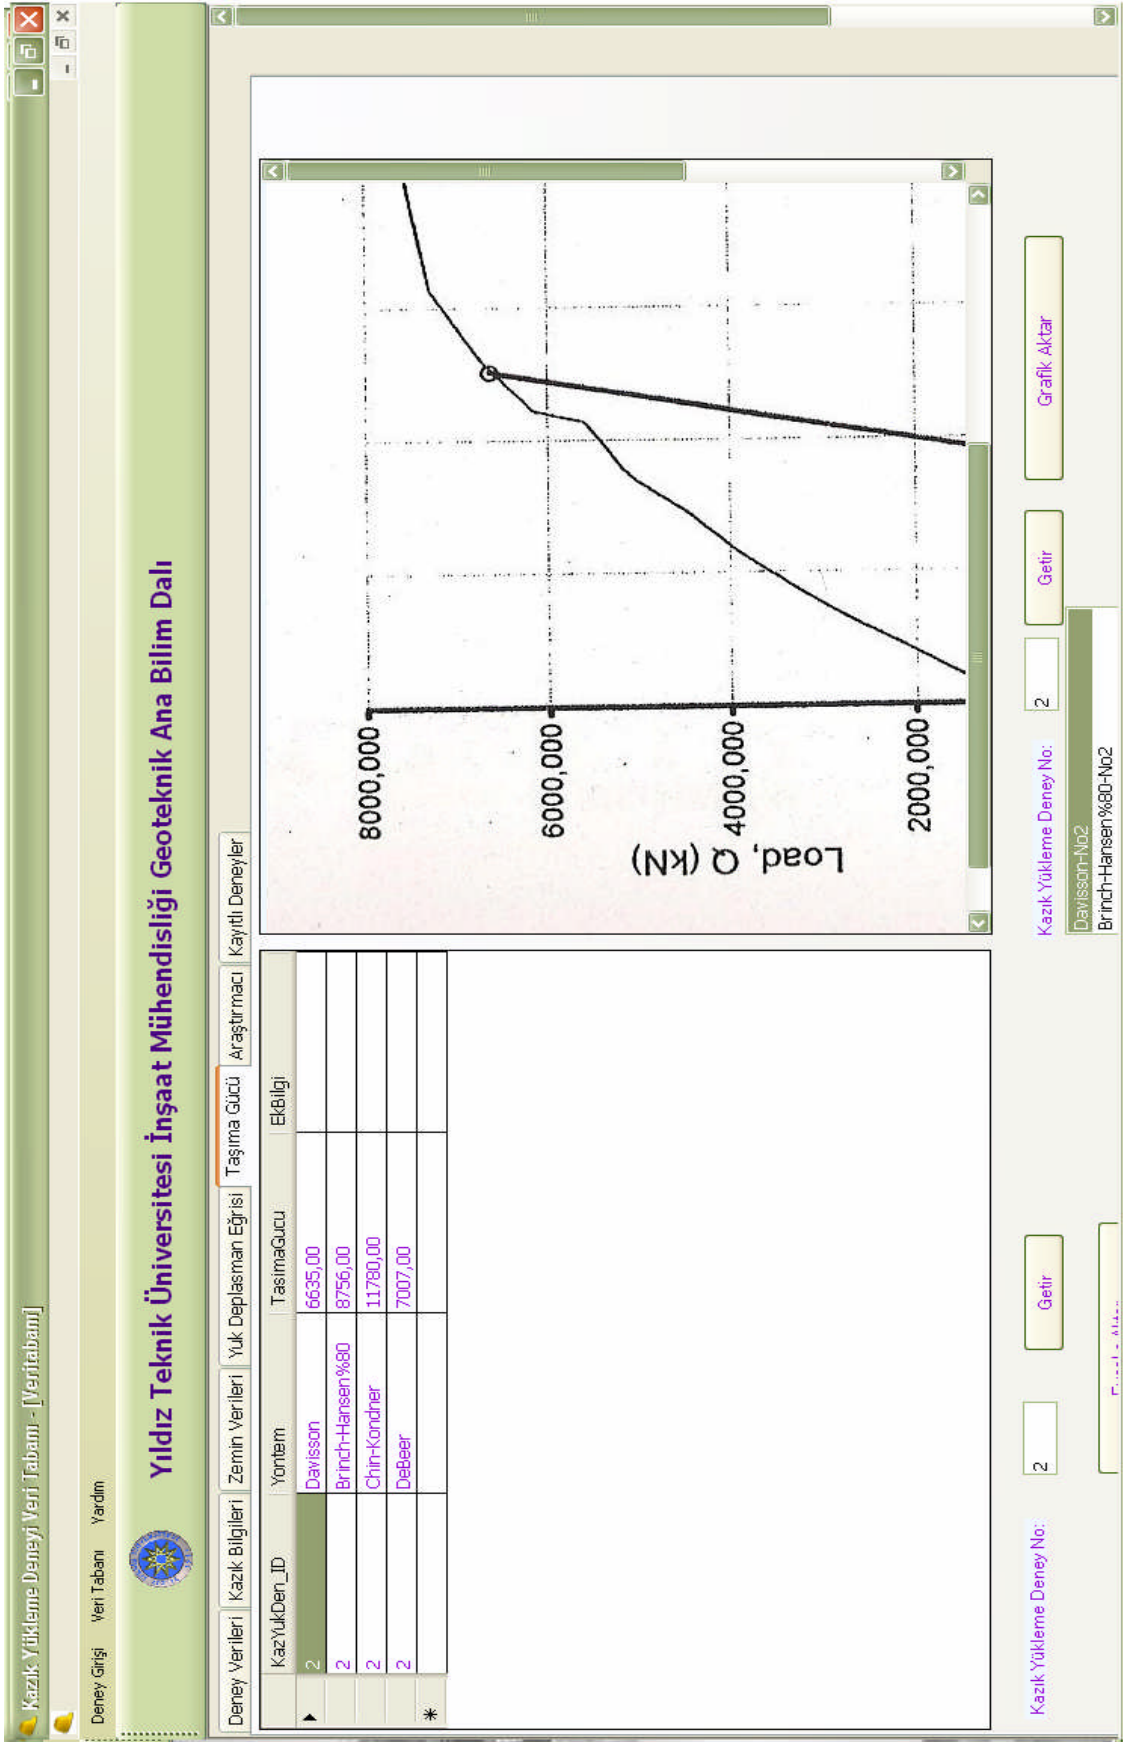 Kazık Yükleme Deneyi Veri Tabanı - [Veritabanı]
Deney Girişi Veri Tabanı Yardım
Yıldız Teknik Üniversitesi İnşaat Mühendisliği Geoteknik Ana Bilim Dalı
Deney Verileri Kazık Bilgileri Zemin Verileri Yuk Deplasman Eğrisi Taşıma Gücü Araştırmacı Kayıtlı Deneyler
KazYukDen_ID Yontem TasimaGucu EkBilgi
2 Davisson 6635,00
2 Brinch-Hansen%80 8756,00
2 Chin-Kondner 11780,00
2 DeBeer 7007,00
8000,000
6000,000
4000,000
2000,000
Load, Q (kN)
Kazık Yükleme Deney No: 2 Getir
Kazık Yükleme Deney No: 2 Getir Grafik Aktar
Davisson-No2
Brinch-Hansen%80-No2